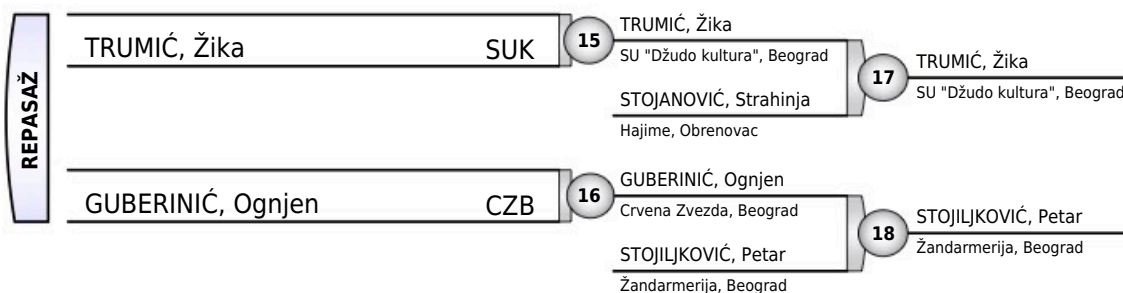 REPASAŽ
TRUMIĆ, Žika
SUK
15
TRUMIĆ, Žika
SU "Džudo kultura", Beograd
STOJANOVIĆ, Strahinja
Hajime, Obrenovac
17
TRUMIĆ, Žika
SU "Džudo kultura", Beograd
GUBERINIĆ, Ognjen
CZB
16
GUBERINIĆ, Ognjen
Crvena Zvezda, Beograd
STOJILJKOVIĆ, Petar
Žandarmerija, Beograd
18
STOJILJKOVIĆ, Petar
Žandarmerija, Beograd